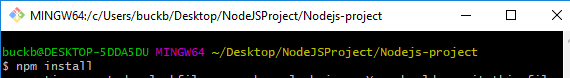 MINGW64:/c/Users/buckb/Desktop/NodeJSProject/Nodejs-project
buckb@DESKTOP-5DDA5DU MINGW64 ~/Desktop/NodeJSProject/Nodejs-project
$ npm install